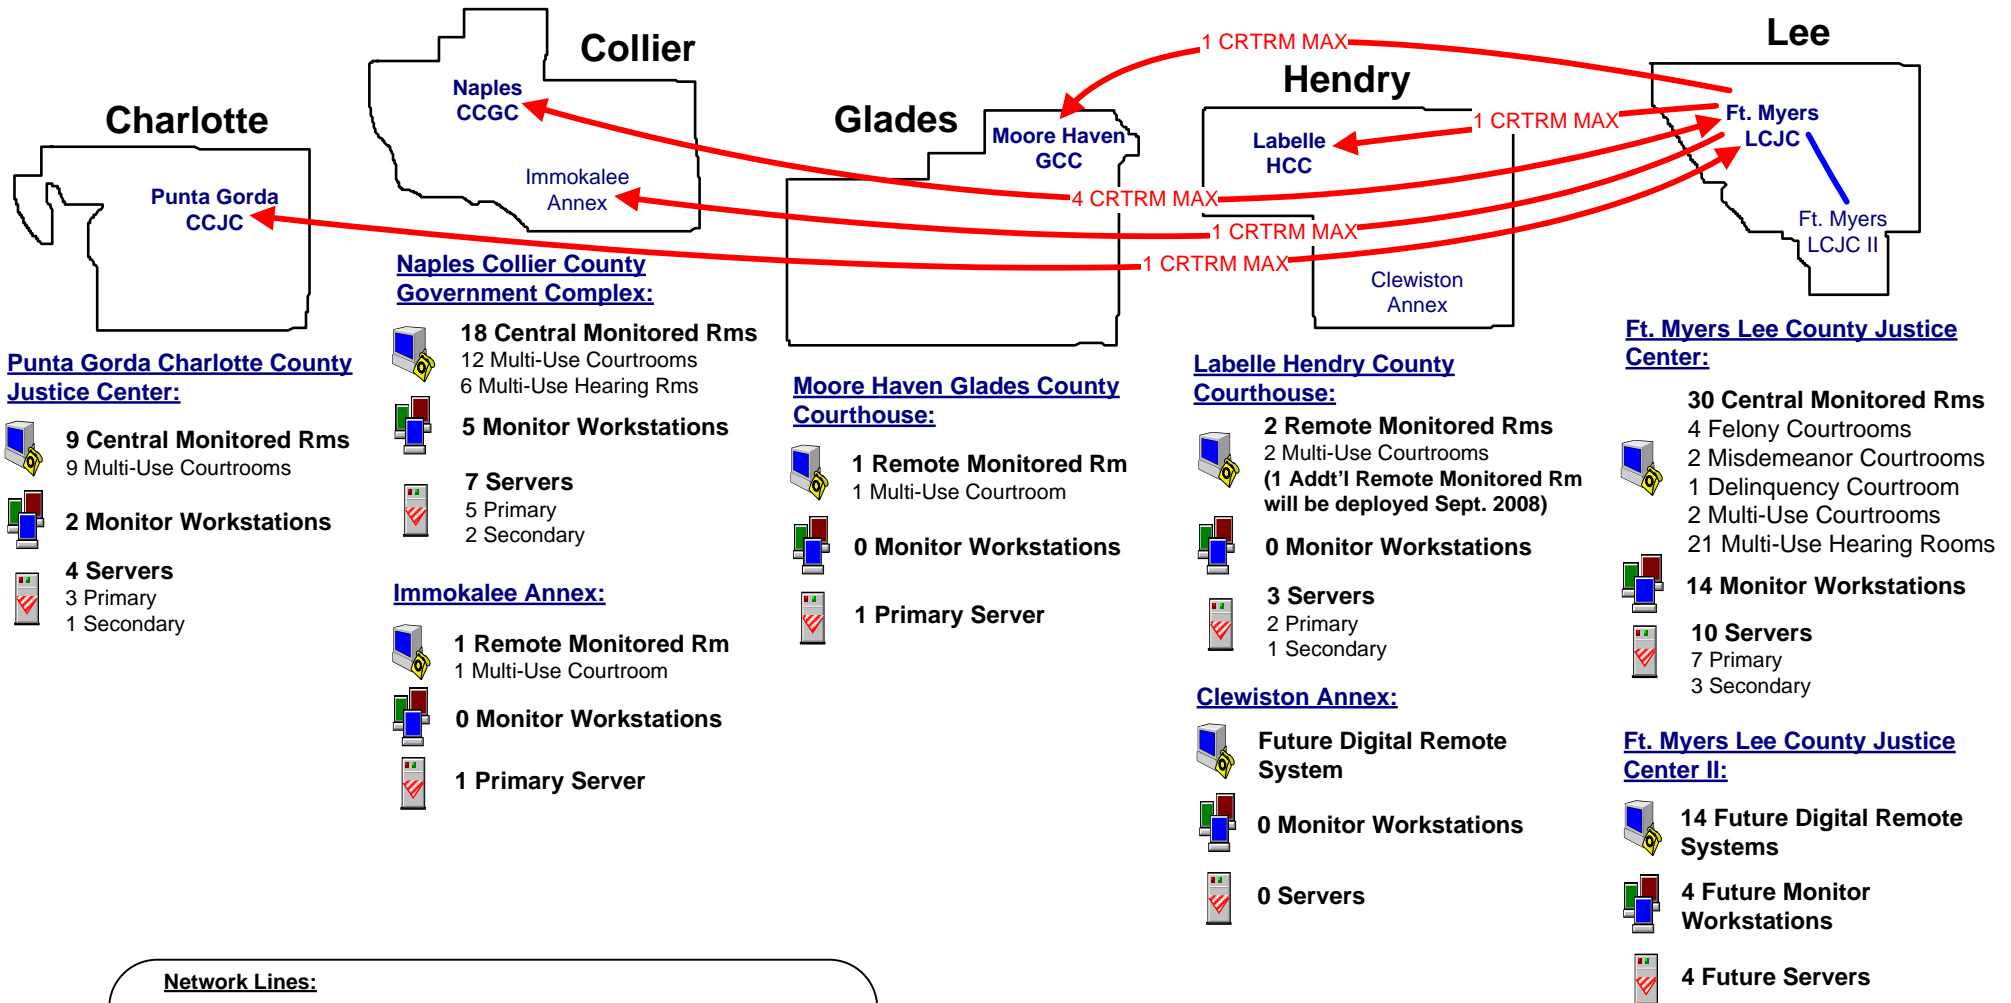 Charlotte
Collier
Glades
Hendry
Lee
Punta Gorda
CCJC
Naples
CCGC
Immokalee
Annex
Moore Haven
GCC
Labelle
HCC
Clewiston
Annex
Ft. Myers
LCJC
Ft. Myers
LCJC II
1 CRTRM MAX
1 CRTRM MAX
4 CRTRM MAX
1 CRTRM MAX
1 CRTRM MAX
Punta Gorda Charlotte County
Justice Center:
9 Central Monitored Rms
9 Multi-Use Courtrooms
2 Monitor Workstations
4 Servers
3 Primary
1 Secondary
Naples Collier County
Government Complex:
18 Central Monitored Rms
12 Multi-Use Courtrooms
6 Multi-Use Hearing Rms
5 Monitor Workstations
7 Servers
5 Primary
2 Secondary
Immokalee Annex:
1 Remote Monitored Rm
1 Multi-Use Courtroom
0 Monitor Workstations
1 Primary Server
Moore Haven Glades County
Courthouse:
1 Remote Monitored Rm
1 Multi-Use Courtroom
0 Monitor Workstations
1 Primary Server
Labelle Hendry County
Courthouse:
2 Remote Monitored Rms
2 Multi-Use Courtrooms
(1 Addt'l Remote Monitored Rm
will be deployed Sept. 2008)
0 Monitor Workstations
3 Servers
2 Primary
1 Secondary
Clewiston Annex:
Future Digital Remote
System
0 Monitor Workstations
0 Servers
Ft. Myers Lee County Justice
Center:
30 Central Monitored Rms
4 Felony Courtrooms
2 Misdemeanor Courtrooms
1 Delinquency Courtroom
2 Multi-Use Courtrooms
21 Multi-Use Hearing Rooms
14 Monitor Workstations
10 Servers
7 Primary
3 Secondary
Ft. Myers Lee County Justice
Center II:
14 Future Digital Remote
Systems
4 Future Monitor
Workstations
4 Future Servers
Network Lines: